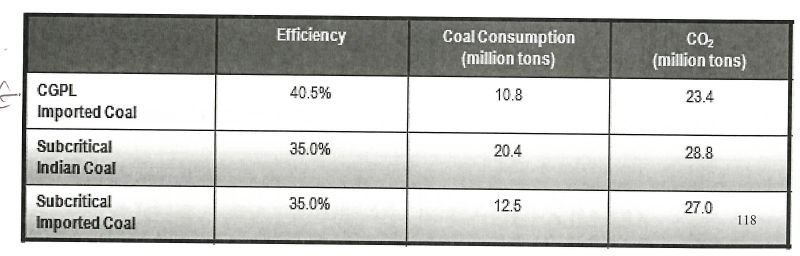 Efficiency
Coal Consumption
(million tons)
CO₂
(million tons)
CGPL
Imported Coal
40.5%
10.8
23.4
Subcritical
Indian Coal
35.0%
20.4
28.8
Subcritical
Imported Coal
35.0%
12.5
27.0
118